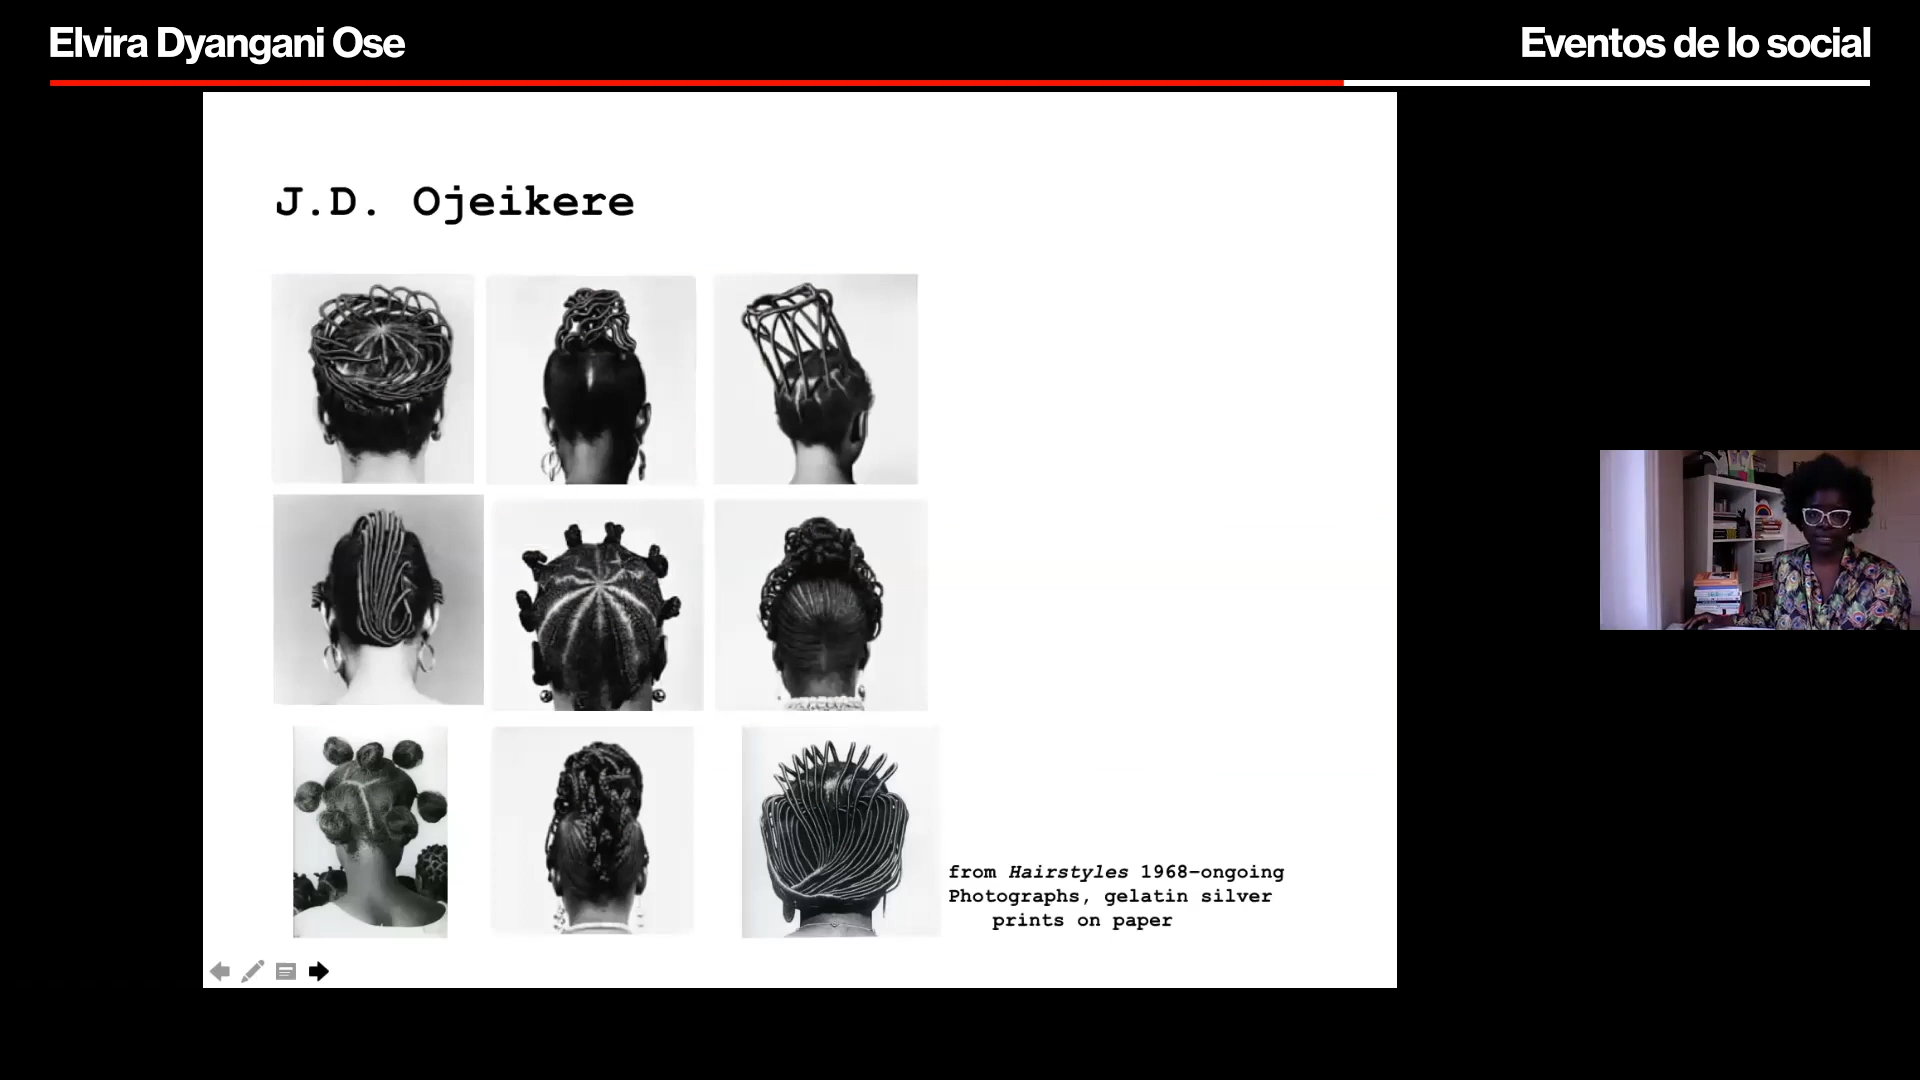 Elvira Dyangani Ose
Eventos de lo social
J.D. Ojeikere
from Hairstyles 1968-ongoing
Photographs, gelatin silver
prints on paper